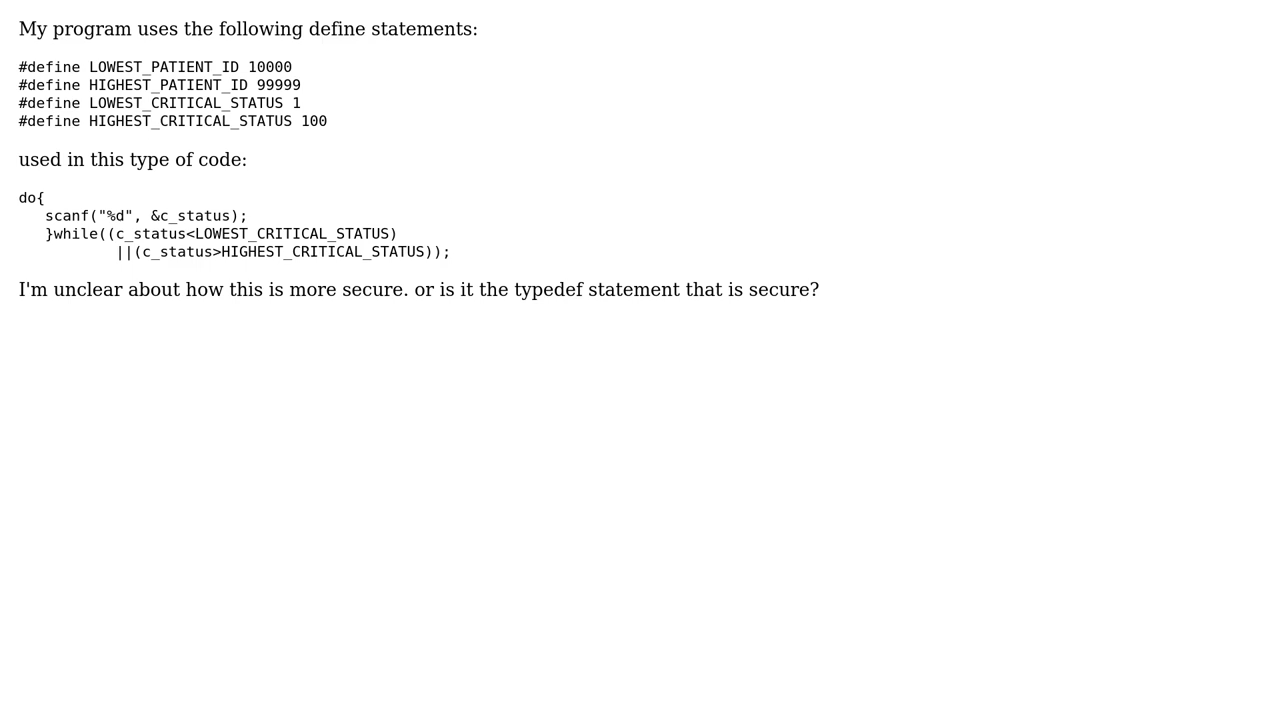 My program uses the following define statements:
#define LOWEST_PATIENT_ID 10000
#define HIGHEST_PATIENT_ID 99999
#define LOWEST_CRITICAL_STATUS 1
#define HIGHEST_CRITICAL_STATUS 100
used in this type of code:
do{
   scanf("%d", &c_status);
   }while((c_status<LOWEST_CRITICAL_STATUS)
           ||(c_status>HIGHEST_CRITICAL_STATUS));
I'm unclear about how this is more secure. or is it the typedef statement that is secure?